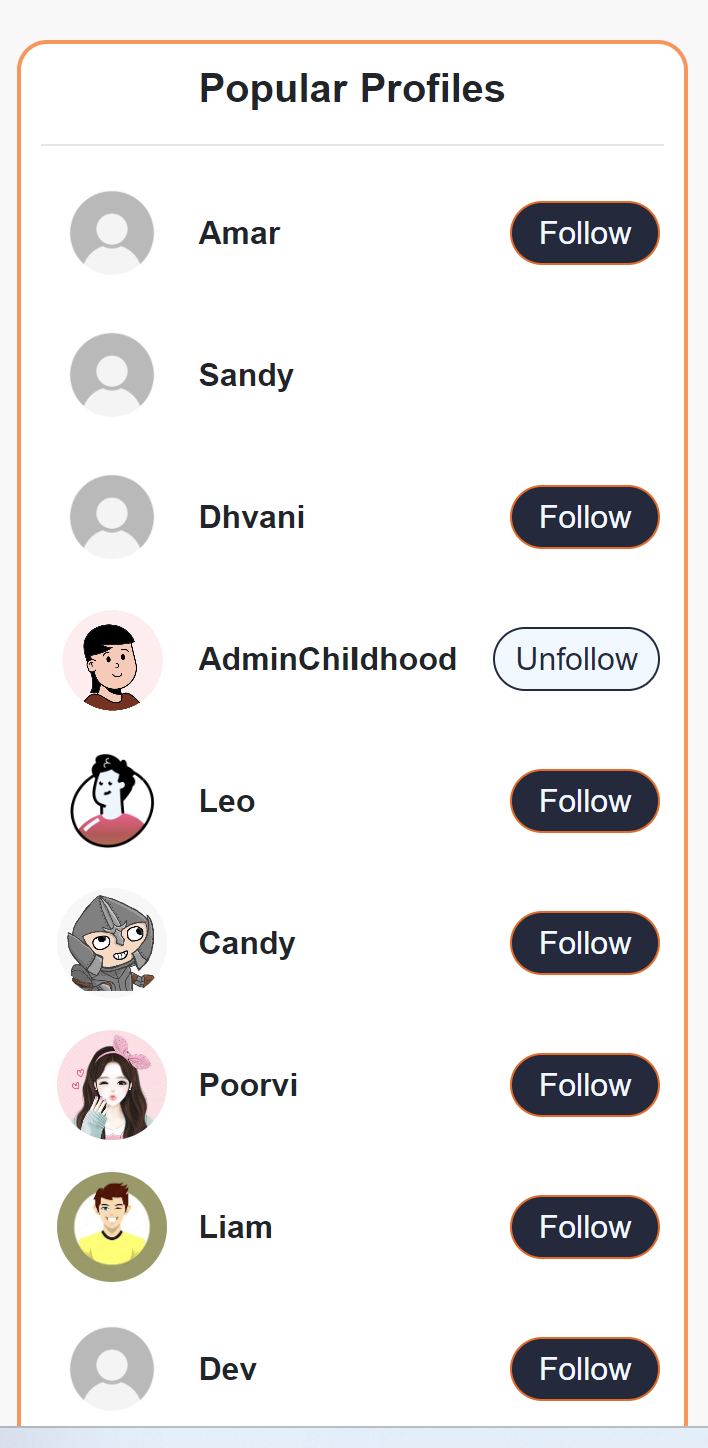 Popular Profiles
Amar Follow
Sandy
Dhvani Follow
AdminChildhood Unfollow
Leo Follow
Candy Follow
Poorvi Follow
Liam Follow
Dev Follow